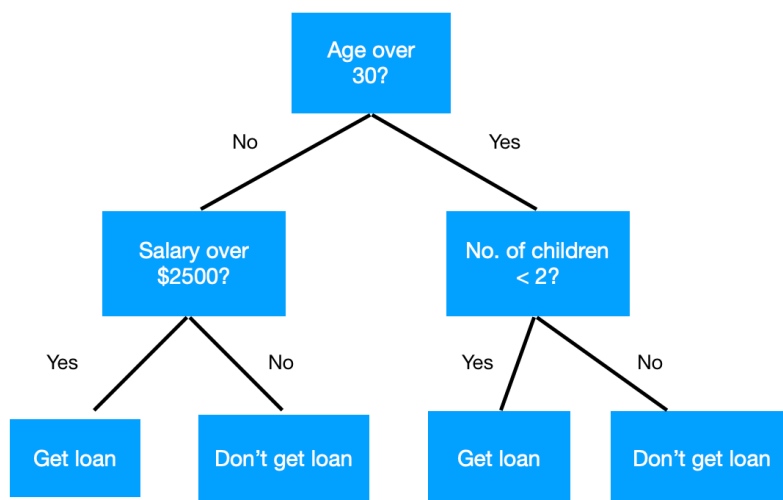 Age over
30?
No
Yes
Salary over
$2500?
No. of children
< 2?
Yes
No
Yes
No
Get loan
Don’t get loan
Get loan
Don’t get loan